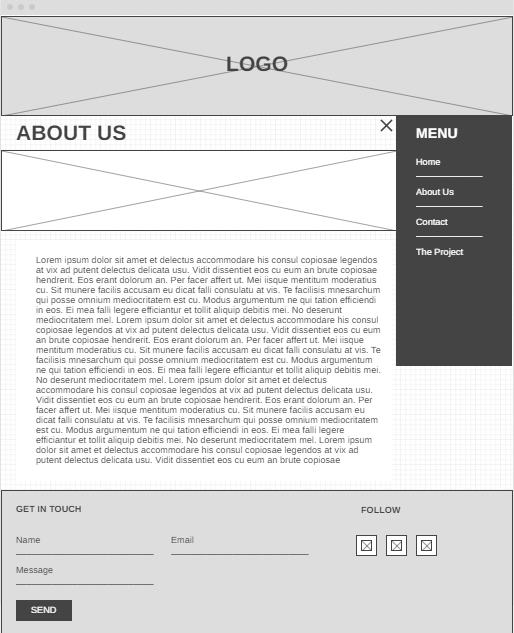 LOGO
ABOUT US
MENU
Home
About Us
Contact
The Project
Lorem ipsum dolor sit amet et delectus accommodare his consul copiosae legendos
at vix ad putent delectus delicata usu. Vidit dissentiet eos cu eum an brute copiosae
hendrerit. Eos erant dolorum an. Per facer affert ut. Mei iisque mentitum moderatius
cu. Sit munere facilis accusam eu dicat falli consulatu at vis. Te facilisis mnesarchum
qui posse omnium mediocritatem est cu. Modus argumentum ne qui tation efficiendi
in eos. Ei mea falli legere efficiantur et tollit aliquip debitis mei. No deserunt
mediocritatem mel. Lorem ipsum dolor sit amet et delectus accommodare his consul
copiosae legendos at vix ad putent delectus delicata usu. Vidit dissentiet eos cu eum
an brute copiosae hendrerit. Eos erant dolorum an. Per facer affert ut. Mei iisque
mentitum moderatius cu. Sit munere facilis accusam eu dicat falli consulatu at vis. Te
facilisis mnesarchum qui posse omnium mediocritatem est cu. Modus argumentum
ne qui tation efficiendi in eos. Ei mea falli legere efficiantur et tollit aliquip debitis mei.
No deserunt mediocritatem mel. Lorem ipsum dolor sit amet et delectus
accommodare his consul copiosae legendos at vix ad putent delectus delicata usu.
Vidit dissentiet eos cu eum an brute copiosae hendrerit. Eos erant dolorum an. Per
facer affert ut. Mei iisque mentitum moderatius cu. Sit munere facilis accusam eu
dicat falli consulatu at vis. Te facilisis mnesarchum qui posse omnium mediocritatem
est cu. Modus argumentum ne qui tation efficiendi in eos. Ei mea falli legere
efficiantur et tollit aliquip debitis mei. No deserunt mediocritatem mel. Lorem ipsum
dolor sit amet et delectus accommodare his consul copiosae legendos at vix ad
putent delectus delicata usu. Vidit dissentiet eos cu eum an brute copiosae
GET IN TOUCH
FOLLOW
Name
Email
Message
SEND